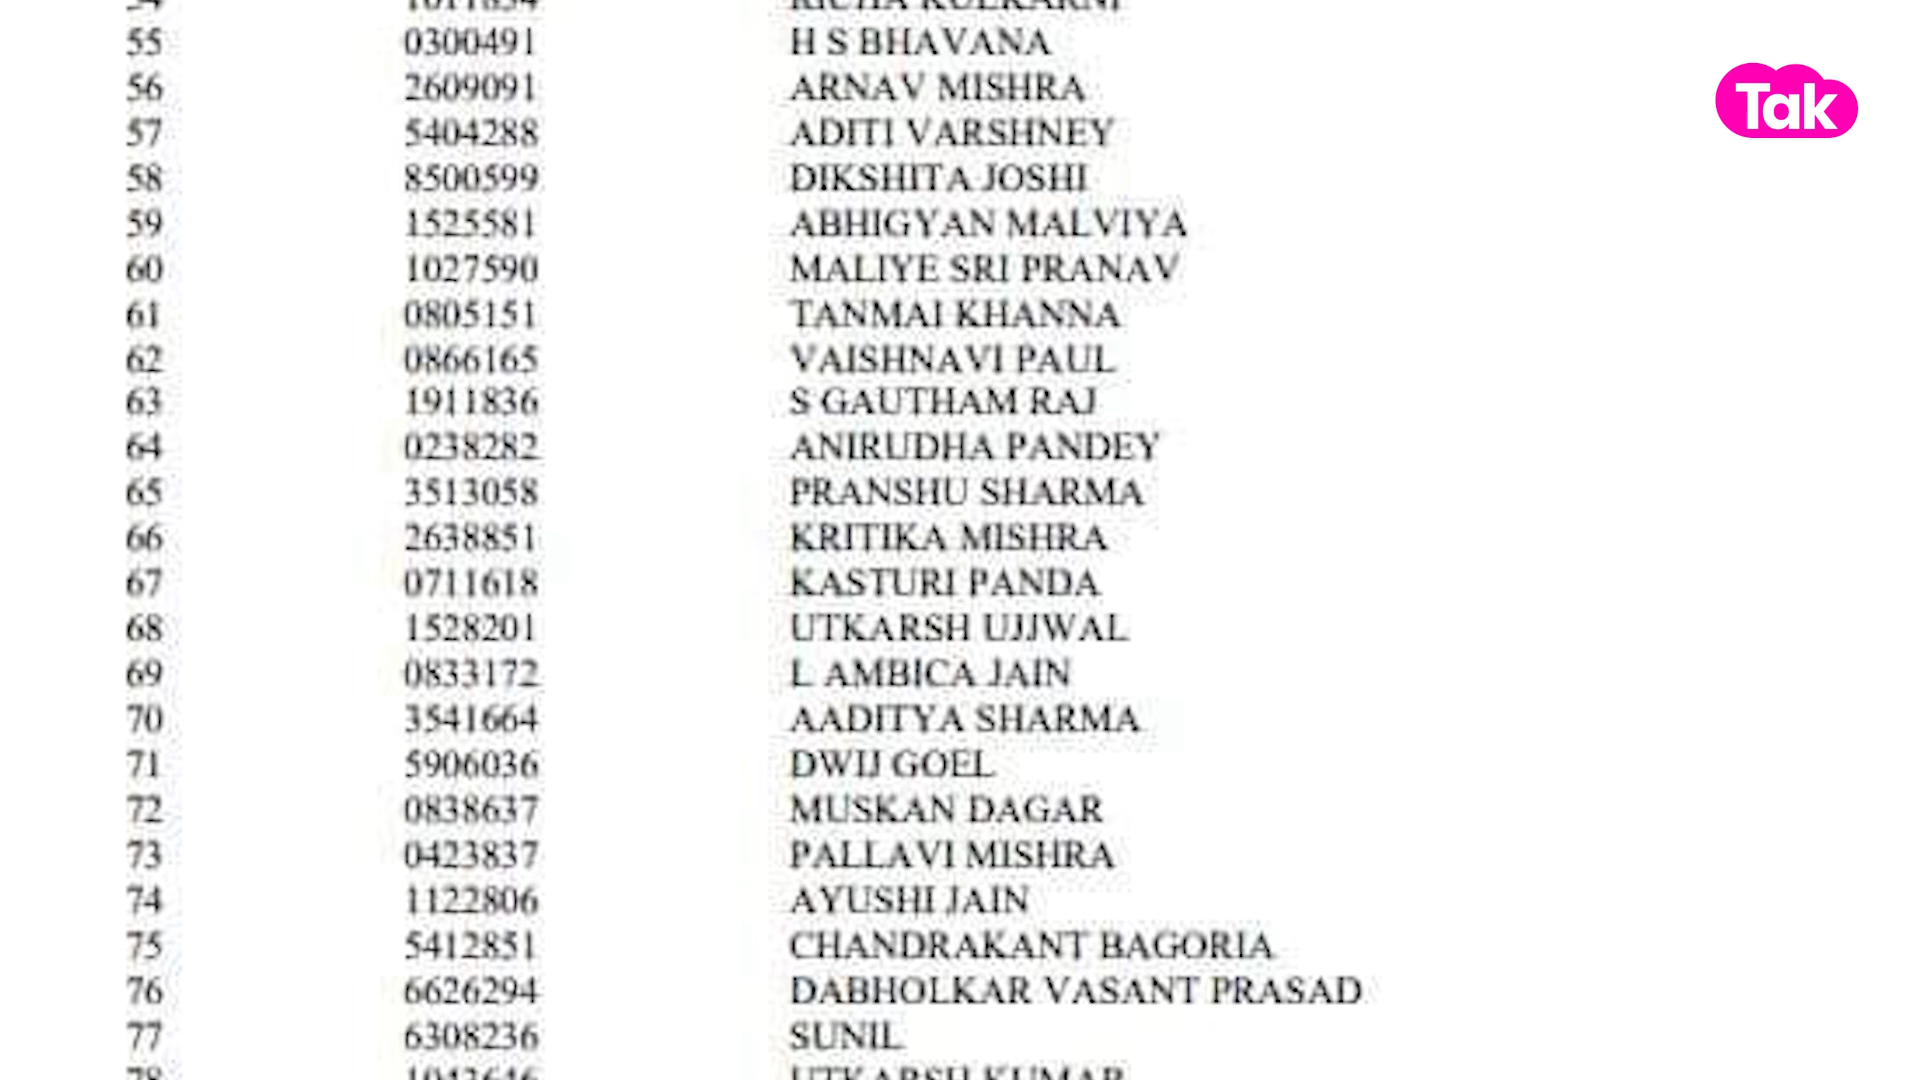 55 0300491 H S BHAVANA
56 2609091 ARNAV MISHRA
57 5404288 ADITI VARSHNEY
58 8500599 DIKSHITA JOSHI
59 1525581 ABHIGYAN MALVIYA
60 1027590 MALIYE SRI PRANAV
61 0805151 TANMAI KHANNA
62 0866165 VAISHNAVI PAUL
63 1911836 S GAUTHAM RAJ
64 0238282 ANIRUDHA PANDEY
65 3513058 PRANSHU SHARMA
66 2638851 KRITIKA MISHRA
67 0711618 KASTURI PANDA
68 1528201 UTKARSH UJJWAL
69 0833172 L AMBICA JAIN
70 3541664 AADITYA SHARMA
71 5906036 DWIJ GOEL
72 0838637 MUSKAN DAGAR
73 0423837 PALLAVI MISHRA
74 1122806 AYUSHI JAIN
75 5412851 CHANDRAKANT BAGORIA
76 6626294 DABHOLKAR VASANT PRASAD
77 6308236 SUNIL
78 UTKARSH KUMAR
Tak